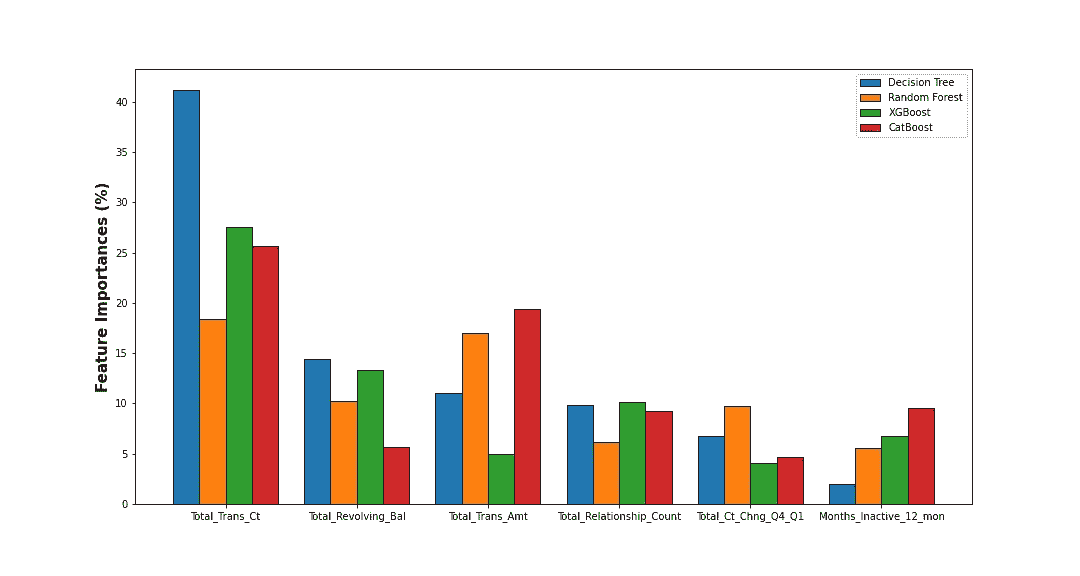 Feature Importances (%)
40
35
30
25
20
15
10
5
0
Decision Tree
Random Forest
XGBoost
CatBoost
Total_Trans_Ct
Total_Revolving_Bal
Total_Trans_Amt
Total_Relationship_Count
Total_Ct_Chng_Q4_Q1
Months_Inactive_12_mon